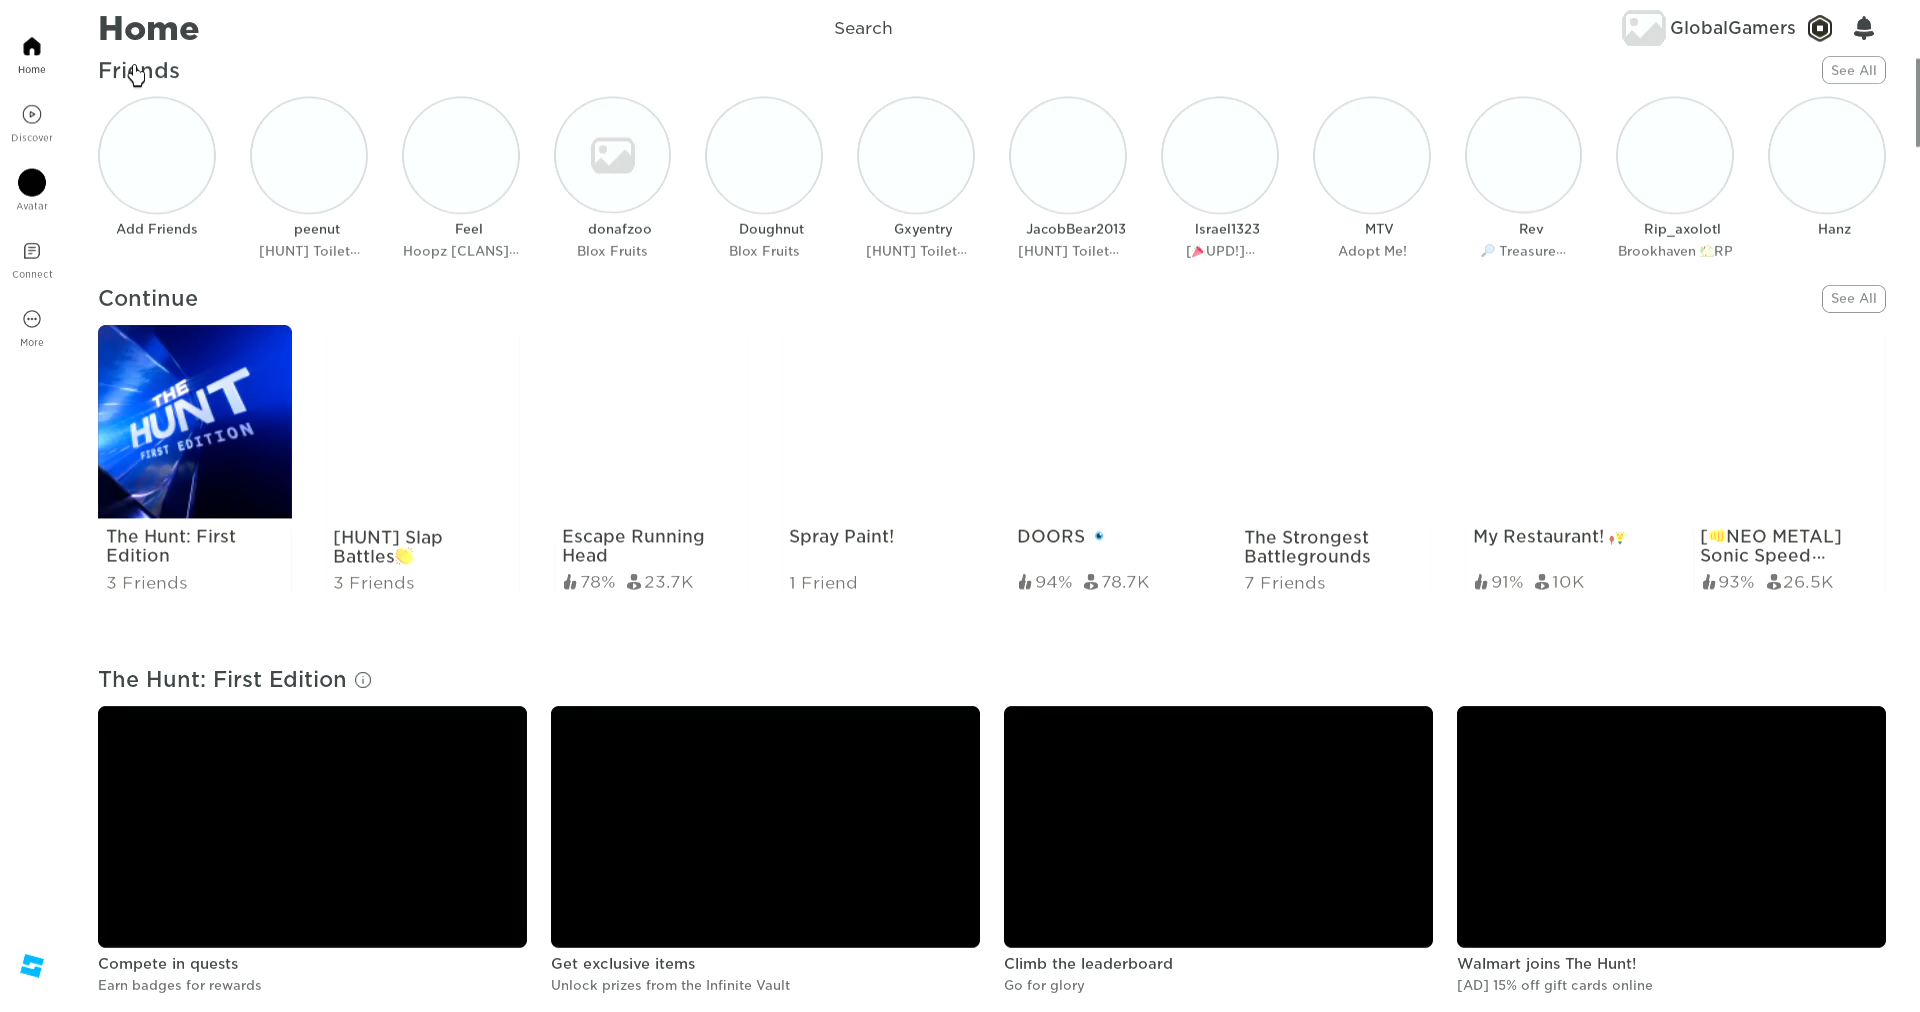 Home
Search
GlobalGamers
Home
Discover
Avatar
Connect
More
Friends
See All
Add Friends
peenut
[HUNT] Toilet...
Feel
Hoopz [CLANS]...
donafzoo
Blox Fruits
Doughnut
Blox Fruits
Gxyentry
[HUNT] Toilet...
JacobBear2013
[HUNT] Toilet...
Israel1323
[🎉UPD!]...
MTV
Adopt Me!
Rev
🔎 Treasure...
Rip_axolotl
Brookhaven 🏡RP
Hanz
Continue
See All
THE
HUNT
FIRST EDITION
The Hunt: First
Edition
3 Friends
[HUNT] Slap
Battles👏
3 Friends
Escape Running
Head
78% 23.7K
Spray Paint!
1 Friend
DOORS 👁
94% 78.7K
The Strongest
Battlegrounds
7 Friends
My Restaurant!
91% 10K
[👊NEO METAL]
Sonic Speed...
93% 26.5K
The Hunt: First Edition
Compete in quests
Earn badges for rewards
Get exclusive items
Unlock prizes from the Infinite Vault
Climb the leaderboard
Go for glory
Walmart joins The Hunt!
[AD] 15% off gift cards online